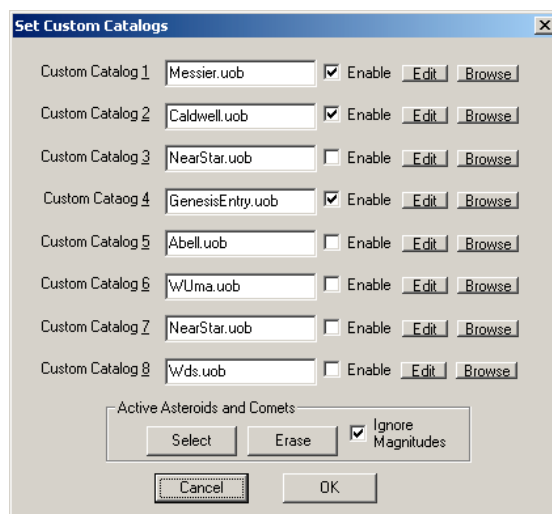 Set Custom Catalogs
Custom Catalog 1 Messier.uob Enable Edit Browse
Custom Catalog 2 Caldwell.uob Enable Edit Browse
Custom Catalog 3 NearStar.uob Enable Edit Browse
Custom Cataog 4 GenesisEntry.uob Enable Edit Browse
Custom Catalog 5 Abell.uob Enable Edit Browse
Custom Catalog 6 WUma.uob Enable Edit Browse
Custom Catalog 7 NearStar.uob Enable Edit Browse
Custom Catalog 8 Wds.uob Enable Edit Browse
Active Asteroids and Comets
Select Erase Ignore
Magnitudes
Cancel OK